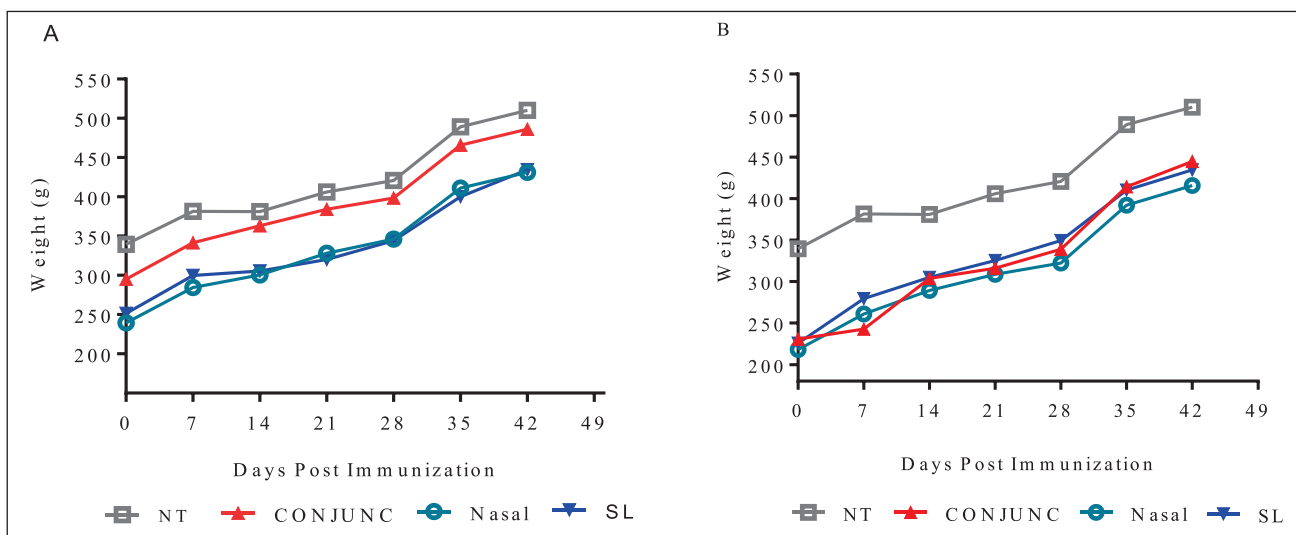 A
Weight (g)
550
500
450
400
350
300
250
200
0 7 14 21 28 35 42 49
Days Post Immunization
NT CONJUNC Nasal SL
B
Weight (g)
550
500
450
400
350
300
250
200
0 7 14 21 28 35 42 49
Days Post Immunization
NT CONJUNC Nasal SL